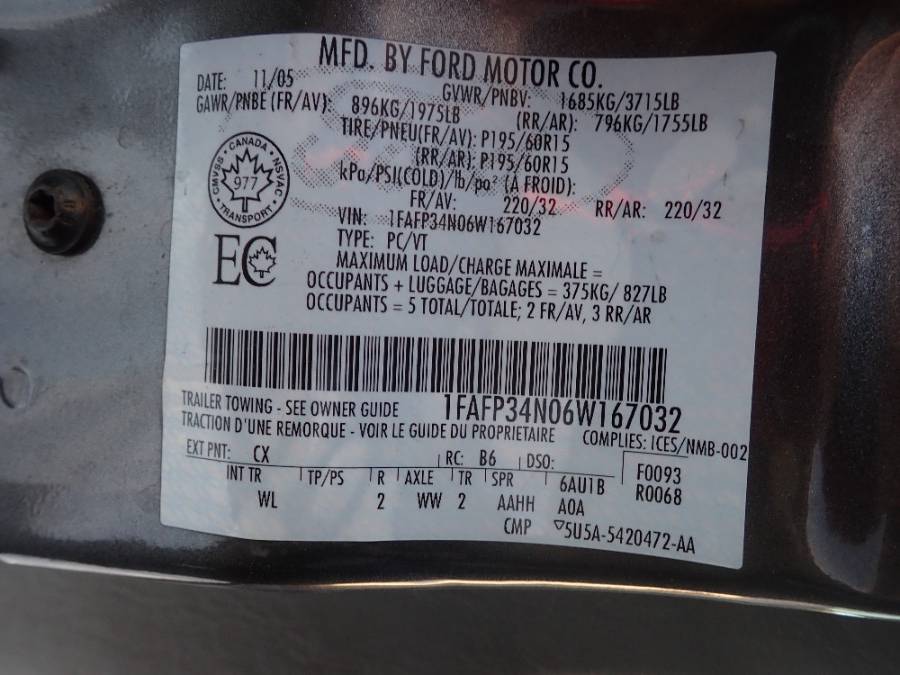 MFD. BY FORD MOTOR CO.
DATE: 11/05 GVWR/PNBV: 1685KG/3715LB
GAWR/PNBE (FR/AV): 896KG/1975LB (RR/AR): 796KG/1755LB
TIRE/PNEU(FR/AV): P195/60R15
(RR/AR): P195/60R15
kPa/PSI(COLD)/lb/po² (A FROID):
FR/AV: 220/32 RR/AR: 220/32
VIN: 1FAFP34N06W167032
TYPE: PC/VT
MAXIMUM LOAD/CHARGE MAXIMALE =
OCCUPANTS + LUGGAGE/BAGAGES = 375KG/ 827LB
OCCUPANTS = 5 TOTAL/TOTALE; 2 FR/AV, 3 RR/AR
CMVSS • CANADA • NSVAC • TRANSPORT •
977
EC
1FAFP34N06W167032
TRAILER TOWING - SEE OWNER GUIDE
TRACTION D'UNE REMORQUE - VOIR LE GUIDE DU PROPRIETAIRE
COMPLIES: ICES/NMB-002
EXT PNT: CX RC: B6 DSO: F0093
INT TR TP/PS R AXLE TR SPR 6AU1B R0068
WL 2 WW 2 AAHH A0A
CMP ▽5U5A-5420472-AA